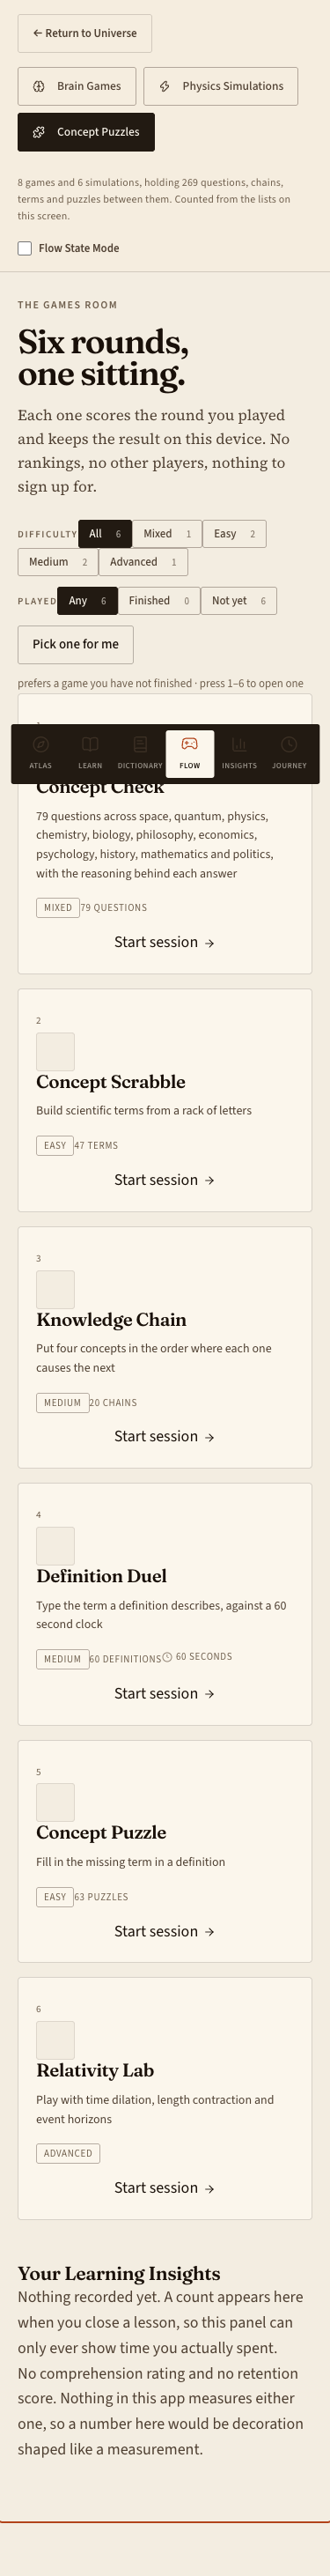 ← Return to Universe
Brain Games
Physics Simulations
Concept Puzzles
8 games and 6 simulations, holding 269 questions, chains,
terms and puzzles between them. Counted from the lists on
this screen.
Flow State Mode
THE GAMES ROOM
Six rounds,
one sitting.
Each one scores the round you played
and keeps the result on this device. No
rankings, no other players, nothing to
sign up for.
DIFFICULTY All 6 Mixed 1 Easy 2
Medium 2 Advanced 1
PLAYED Any 6 Finished 0 Not yet 6
Pick one for me
prefers a game you have not finished · press 1–6 to open one
ATLAS LEARN DICTIONARY FLOW INSIGHTS JOURNEY
Concept Check
79 questions across space, quantum, physics,
chemistry, biology, philosophy, economics,
psychology, history, mathematics and politics,
with the reasoning behind each answer
MIXED 79 QUESTIONS
Start session →
2
Concept Scrabble
Build scientific terms from a rack of letters
EASY 47 TERMS
Start session →
3
Knowledge Chain
Put four concepts in the order where each one
causes the next
MEDIUM 20 CHAINS
Start session →
4
Definition Duel
Type the term a definition describes, against a 60
second clock
MEDIUM 60 DEFINITIONS 60 SECONDS
Start session →
5
Concept Puzzle
Fill in the missing term in a definition
EASY 63 PUZZLES
Start session →
6
Relativity Lab
Play with time dilation, length contraction and
event horizons
ADVANCED
Start session →
Your Learning Insights
Nothing recorded yet. A count appears here
when you close a lesson, so this panel can
only ever show time you actually spent.
No comprehension rating and no retention
score. Nothing in this app measures either
one, so a number here would be decoration
shaped like a measurement.